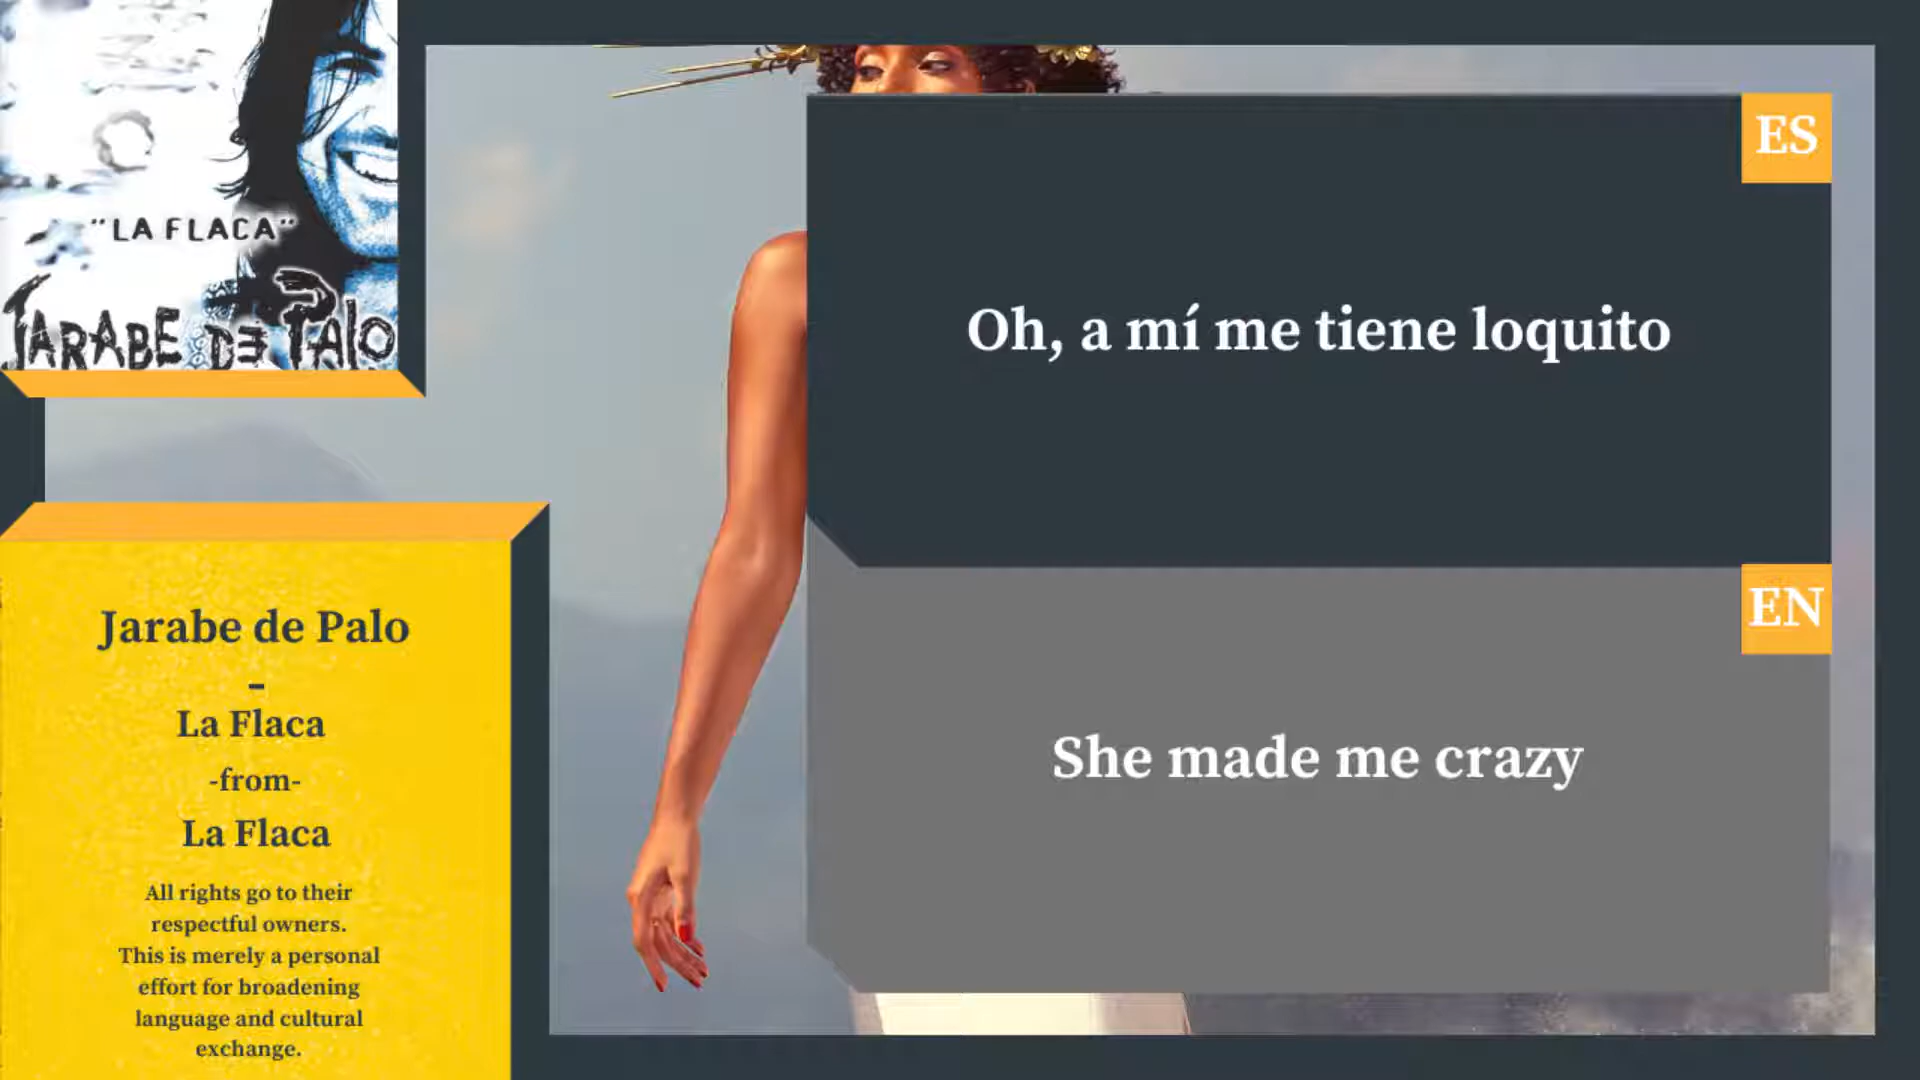 "LA FLACA"
JARABE DE PALO
ES
Oh, a mí me tiene loquito
EN
She made me crazy
Jarabe de Palo
-
La Flaca
-from-
La Flaca
All rights go to their
respectful owners.
This is merely a personal
effort for broadening
language and cultural
exchange.